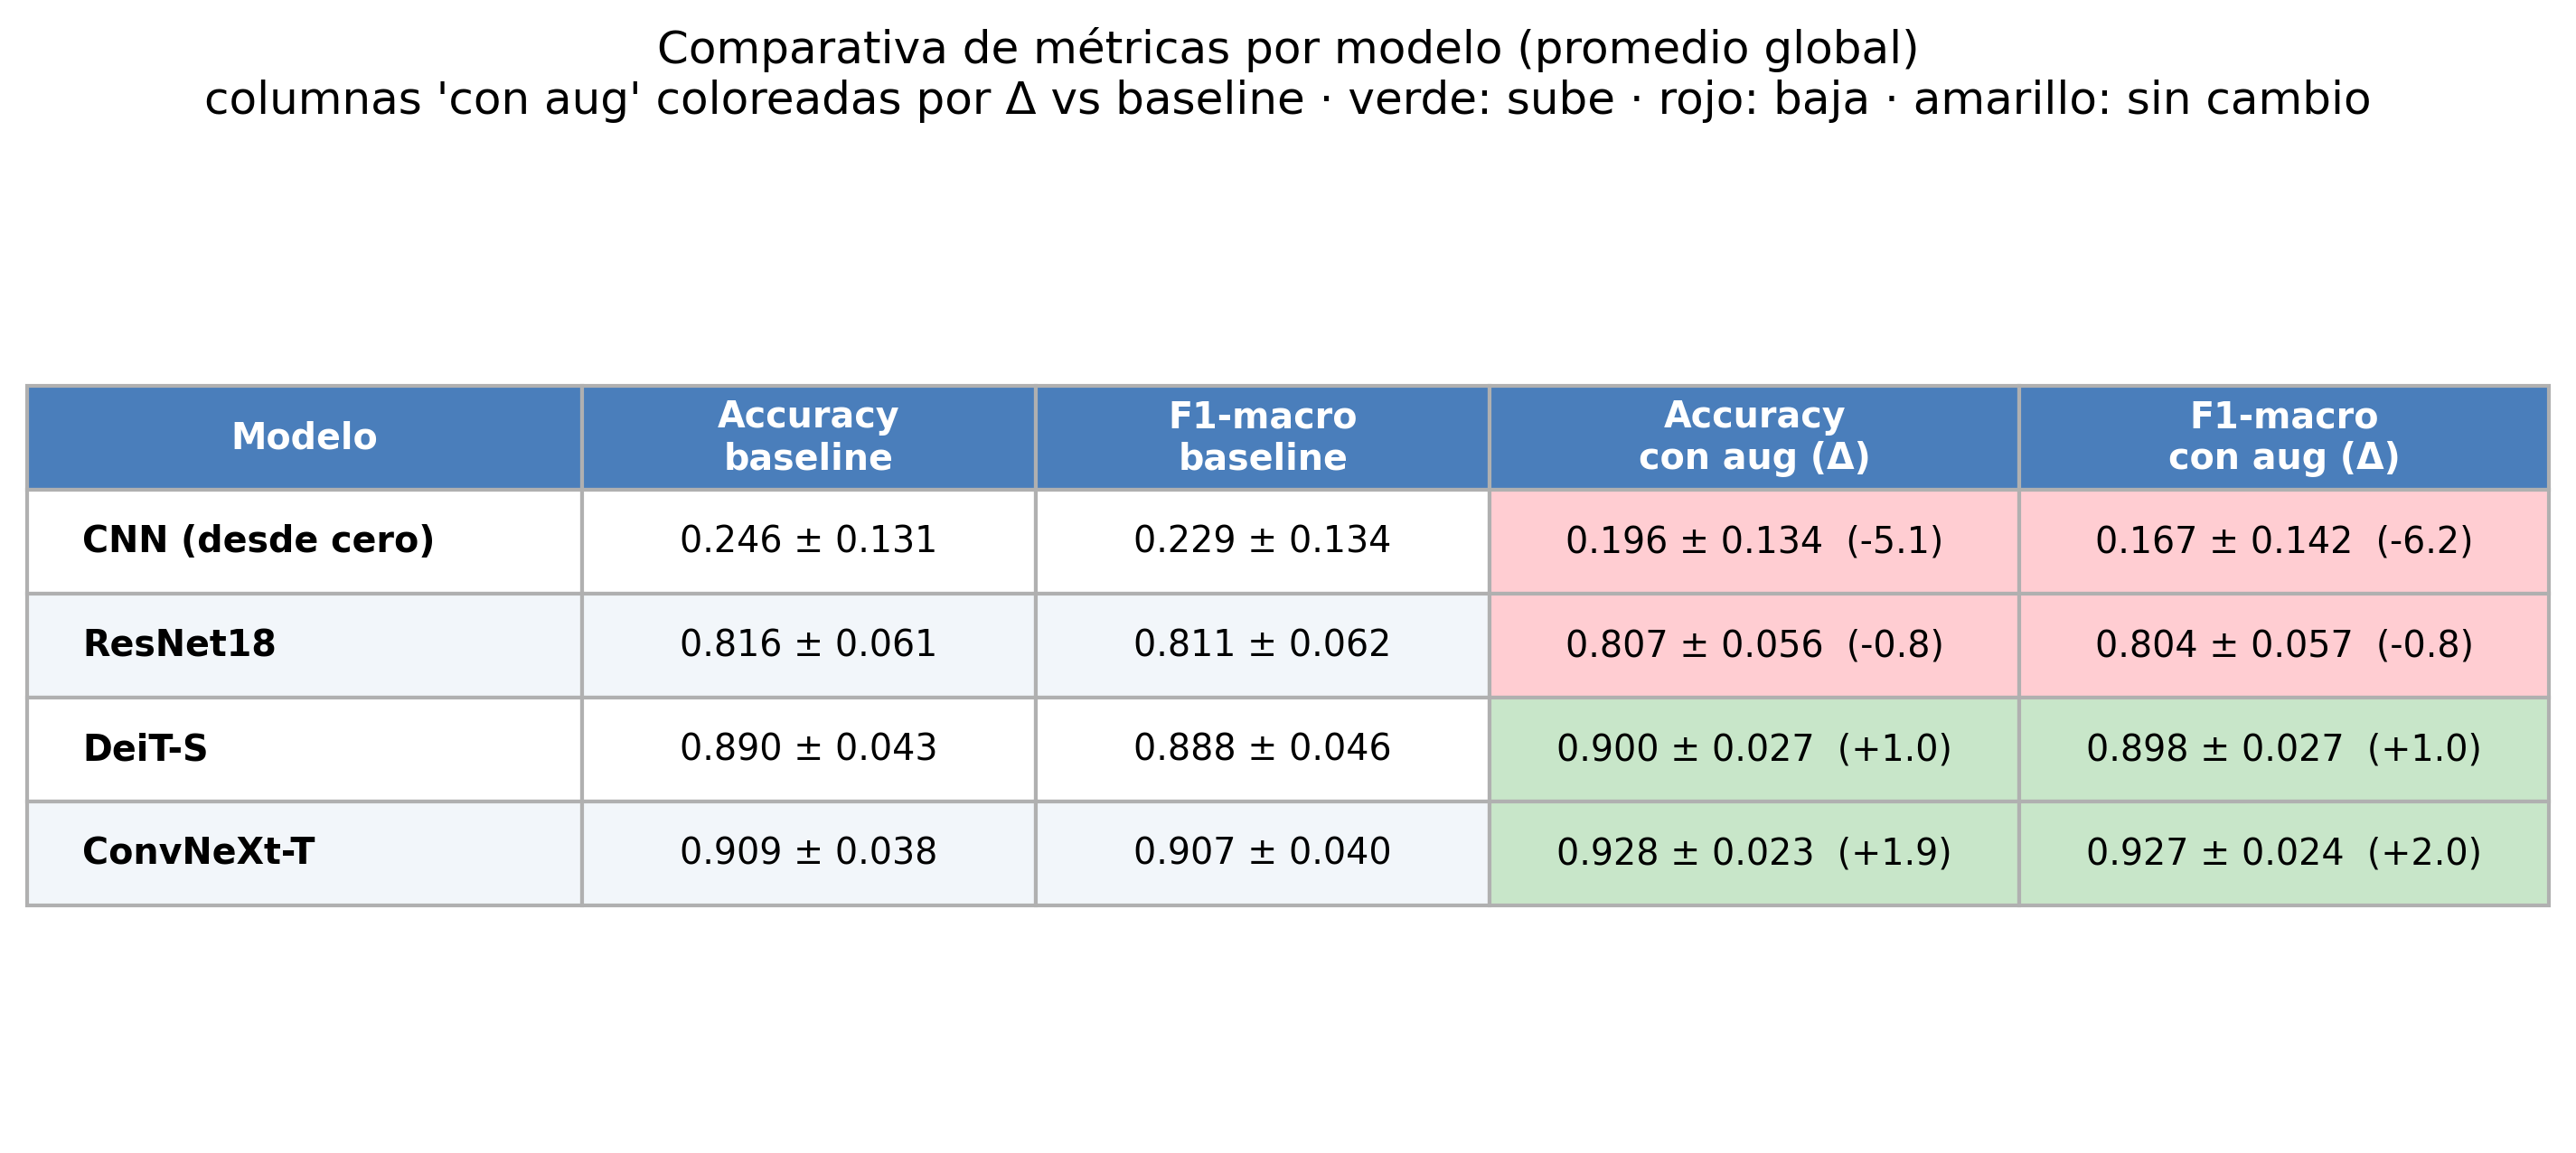 Comparativa de métricas por modelo (promedio global)
columnas 'con aug' coloreadas por Δ vs baseline · verde: sube · rojo: baja · amarillo: sin cambio
Modelo
Accuracy
baseline
F1-macro
baseline
Accuracy
con aug (Δ)
F1-macro
con aug (Δ)
CNN (desde cero) 0.246 ± 0.131 0.229 ± 0.134 0.196 ± 0.134 (-5.1) 0.167 ± 0.142 (-6.2)
ResNet18 0.816 ± 0.061 0.811 ± 0.062 0.807 ± 0.056 (-0.8) 0.804 ± 0.057 (-0.8)
DeiT-S 0.890 ± 0.043 0.888 ± 0.046 0.900 ± 0.027 (+1.0) 0.898 ± 0.027 (+1.0)
ConvNeXt-T 0.909 ± 0.038 0.907 ± 0.040 0.928 ± 0.023 (+1.9) 0.927 ± 0.024 (+2.0)